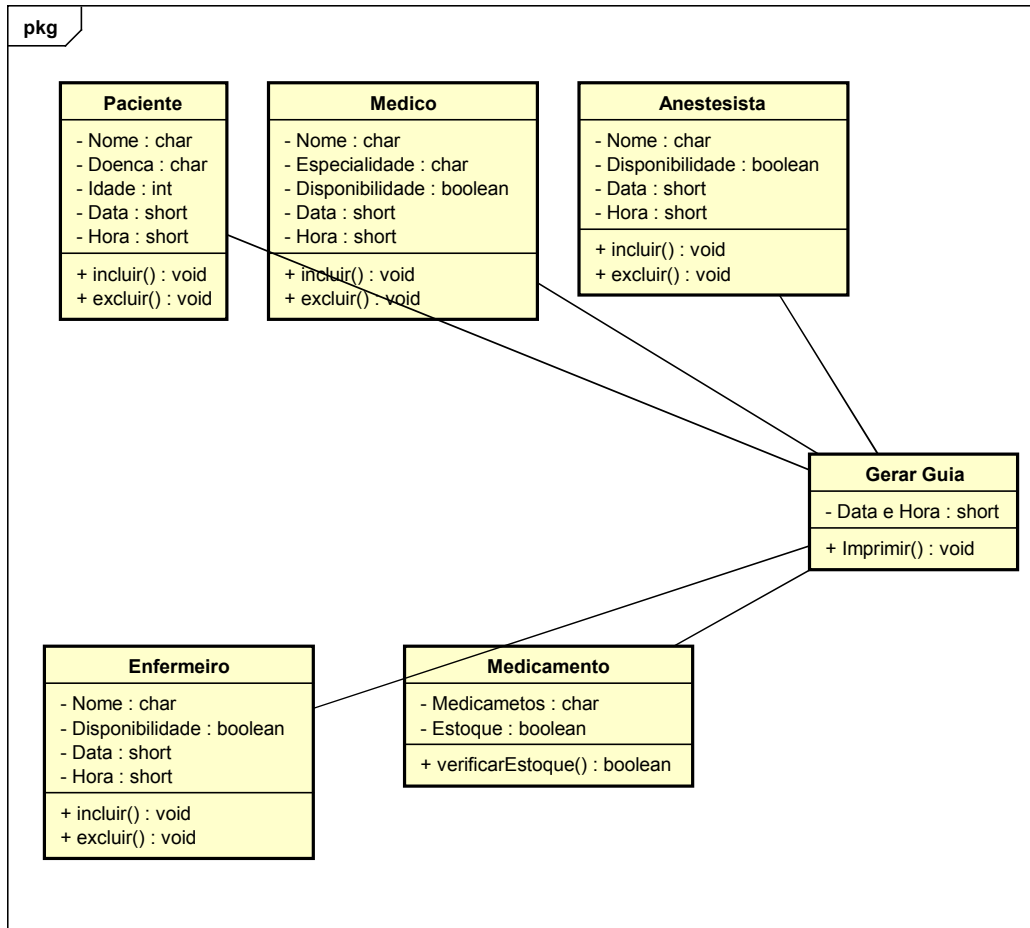 pkg
Paciente
- Nome : char
- Doenca : char
- Idade : int
- Data : short
- Hora : short
+ incluir() : void
+ excluir() : void
Medico
- Nome : char
- Especialidade : char
- Disponibilidade : boolean
- Data : short
- Hora : short
+ incluir() : void
+ excluir() : void
Anestesista
- Nome : char
- Disponibilidade : boolean
- Data : short
- Hora : short
+ incluir() : void
+ excluir() : void
Gerar Guia
- Data e Hora : short
+ Imprimir() : void
Enfermeiro
- Nome : char
- Disponibilidade : boolean
- Data : short
- Hora : short
+ incluir() : void
+ excluir() : void
Medicamento
- Medicametos : char
- Estoque : boolean
+ verificarEstoque() : boolean